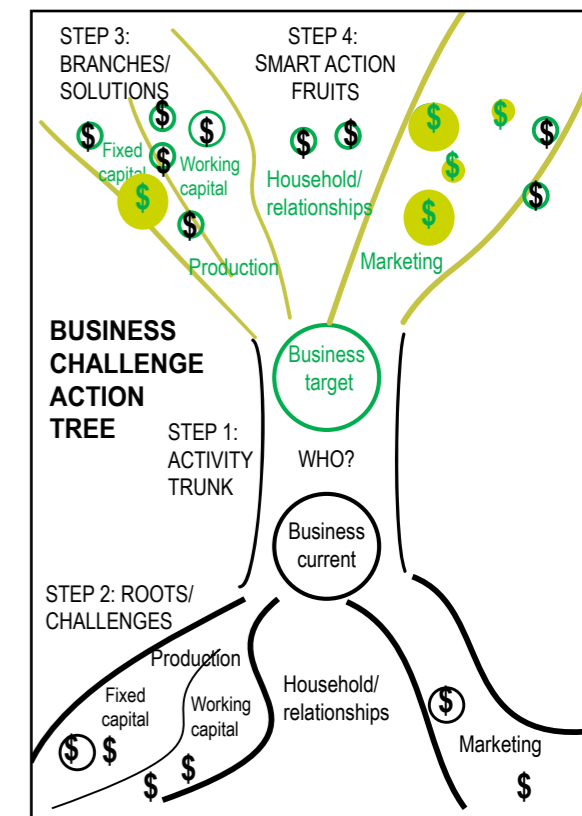 STEP 3:
BRANCHES/
SOLUTIONS
STEP 4:
SMART ACTION
FRUITS
$
$
$
$
$
$
$
$
$
$
$
$
$
$
Fixed
capital
Working
capital
Household/
relationships
Production
Marketing
BUSINESS
CHALLENGE
ACTION
TREE
Business
target
STEP 1:
ACTIVITY
TRUNK
WHO?
Business
current
STEP 2: ROOTS/
CHALLENGES
Production
Fixed
capital
Working
capital
Household/
relationships
Marketing
$
$
$
$
$
$